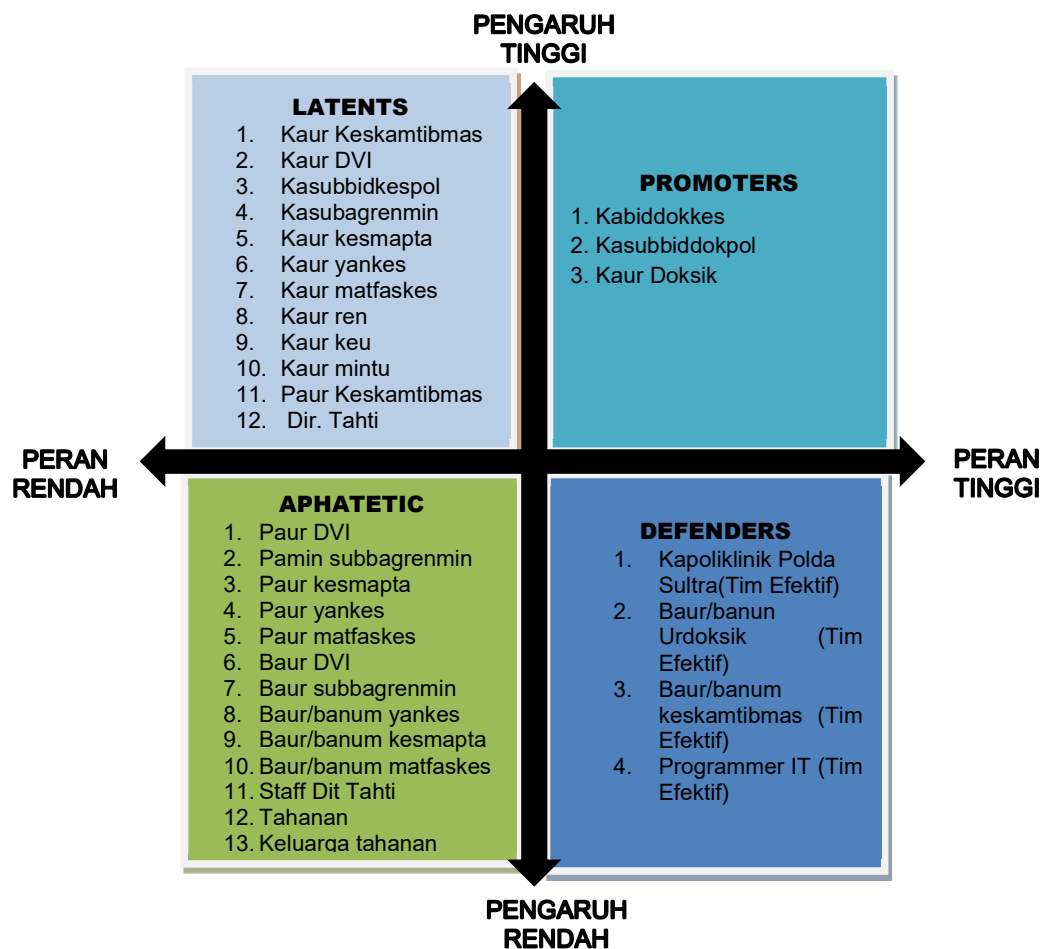 PENGARUH
TINGGI
LATENTS
1. Kaur Keskamtibmas
2. Kaur DVI
3. Kasubbidkespol
4. Kasubagrenmin
5. Kaur kesmapta
6. Kaur yankes
7. Kaur matfaskes
8. Kaur ren
9. Kaur keu
10. Kaur mintu
11. Paur Keskamtibmas
12. Dir. Tahti
PROMOTERS
1. Kabiddokkes
2. Kasubbiddokpol
3. Kaur Doksik
PERAN
RENDAH
PERAN
TINGGI
APHATETIC
1. Paur DVI
2. Pamin subbagrenmin
3. Paur kesmapta
4. Paur yankes
5. Paur matfaskes
6. Baur DVI
7. Baur subbagrenmin
8. Baur/banum yankes
9. Baur/banum kesmapta
10. Baur/banum matfaskes
11. Staff Dit Tahti
12. Tahanan
13. Keluarga tahanan
DEFENDERS
1. Kapoliklinik Polda
Sultra(Tim Efektif)
2. Baur/banun
Urdoksik (Tim
Efektif)
3. Baur/banum
keskamtibmas (Tim
Efektif)
4. Programmer IT (Tim
Efektif)
PENGARUH
RENDAH